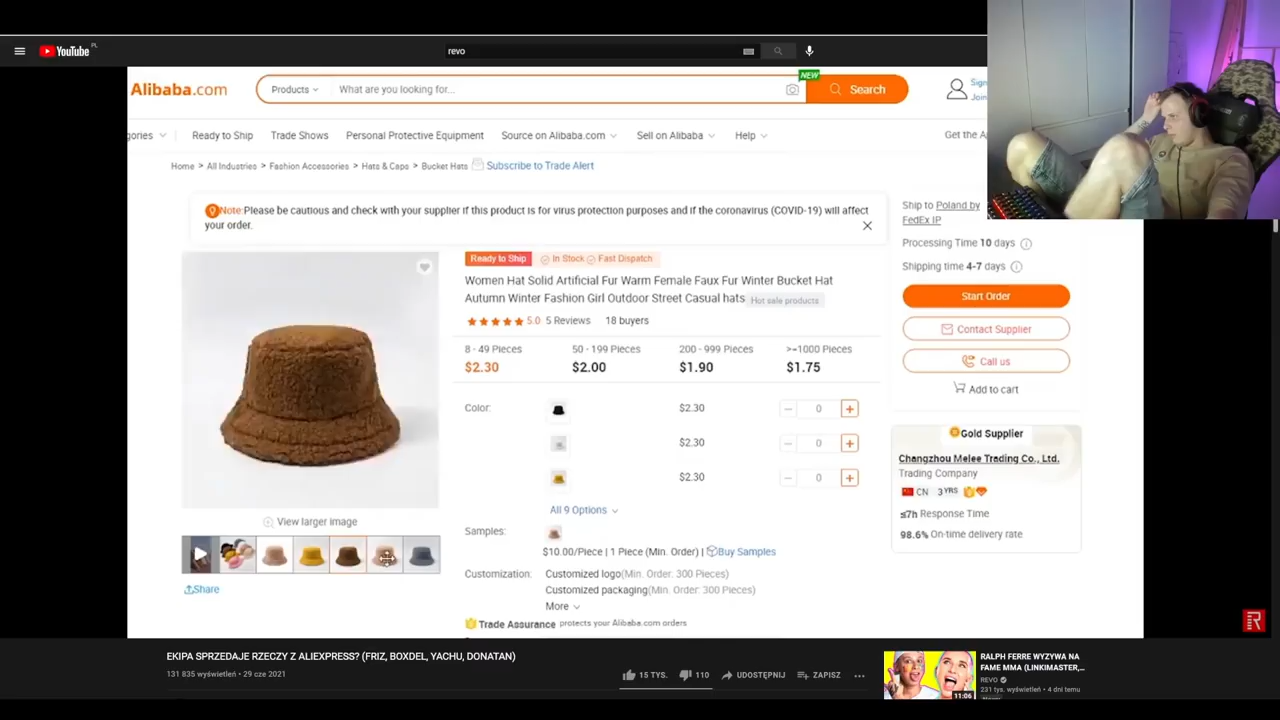 YouTube PL
revo
Alibaba.com
Products
What are you looking for...
NEW
Search
Sign
Join
gories
Ready to Ship
Trade Shows
Personal Protective Equipment
Source on Alibaba.com
Sell on Alibaba
Help
Get the A
Home > All Industries > Fashion Accessories > Hats & Caps > Bucket Hats
Subscribe to Trade Alert
Note:Please be cautious and check with your supplier if this product is for virus protection purposes and if the coronavirus (COVID-19) will affect
your order.
Ship to Poland by
FedEx IP
Processing Time 10 days
Shipping time 4-7 days
Start Order
Contact Supplier
Call us
Add to cart
Ready to Ship
In Stock
Fast Dispatch
Women Hat Solid Artificial Fur Warm Female Faux Fur Winter Bucket Hat
Autumn Winter Fashion Girl Outdoor Street Casual hats
Hot sale products
5.0 5 Reviews 18 buyers
8 - 49 Pieces
50 - 199 Pieces
200 - 999 Pieces
>=1000 Pieces
$2.30
$2.00
$1.90
$1.75
Color:
$2.30
0
$2.30
0
$2.30
0
All 9 Options
Samples:
$10.00/Piece | 1 Piece (Min. Order) | Buy Samples
Customization:
Customized logo(Min. Order: 300 Pieces)
Customized packaging(Min. Order: 300 Pieces)
More
Trade Assurance protects your Alibaba.com orders
View larger image
Share
Gold Supplier
Changzhou Melee Trading Co., Ltd.
Trading Company
CN 3 YRS
≤7h Response Time
98.6% On-time delivery rate
EKIPA SPRZEDAJE RZECZY Z ALIEXPRESS? (FRIZ, BOXDEL, YACHU, DONATAN)
131 835 wyświetleń • 29 cze 2021
15 TYS.
110
UDOSTĘPNIJ
ZAPISZ
11:06
RALPH FERRE WYZYWA NA
FAME MMA (LINKIMASTER,...
REVO
231 tys. wyświetleń • 4 dni temu